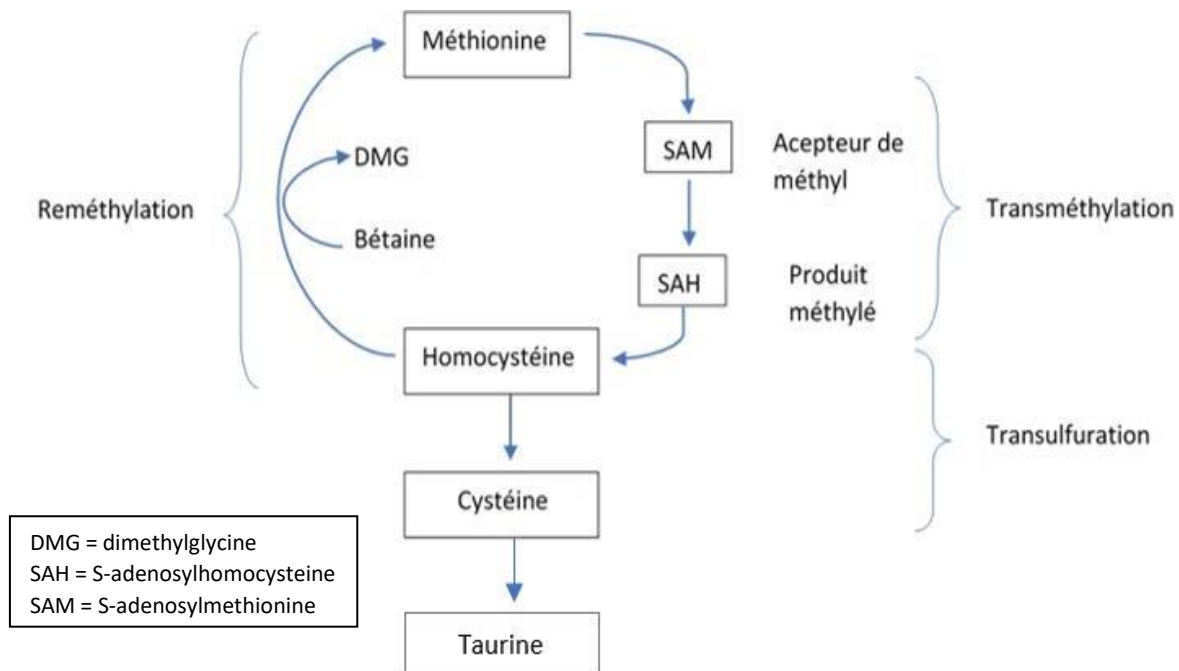 Méthionine
SAM
Acepteur de
méthyl
DMG
Reméthylation
Transméthylation
Bétaine
SAH
Produit
méthylé
Homocystéine
Transulfuration
Cystéine
DMG = dimethylglycine
SAH = S-adenosylhomocysteine
SAM = S-adenosylmethionine
Taurine